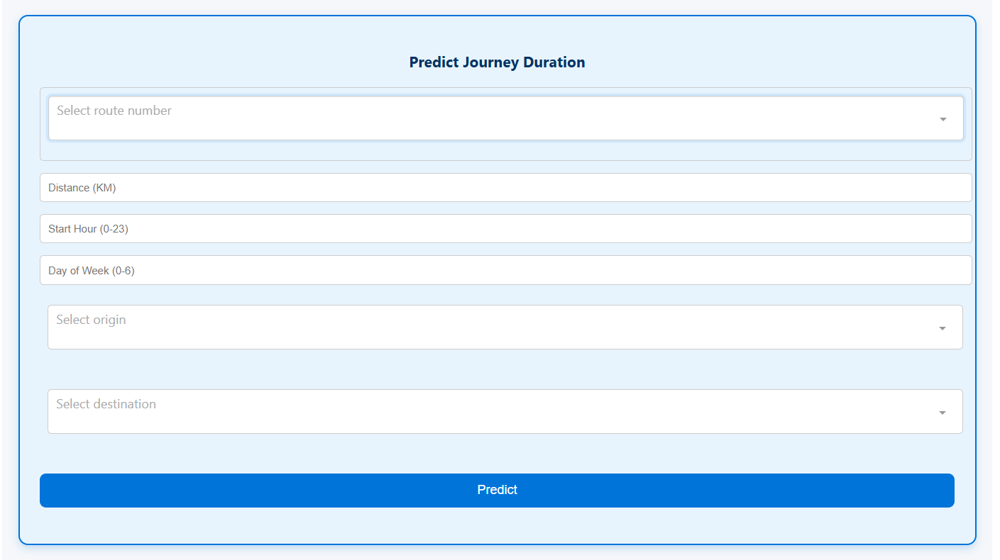 Predict Journey Duration
Select route number
Distance (KM)
Start Hour (0-23)
Day of Week (0-6)
Select origin
Select destination
Predict